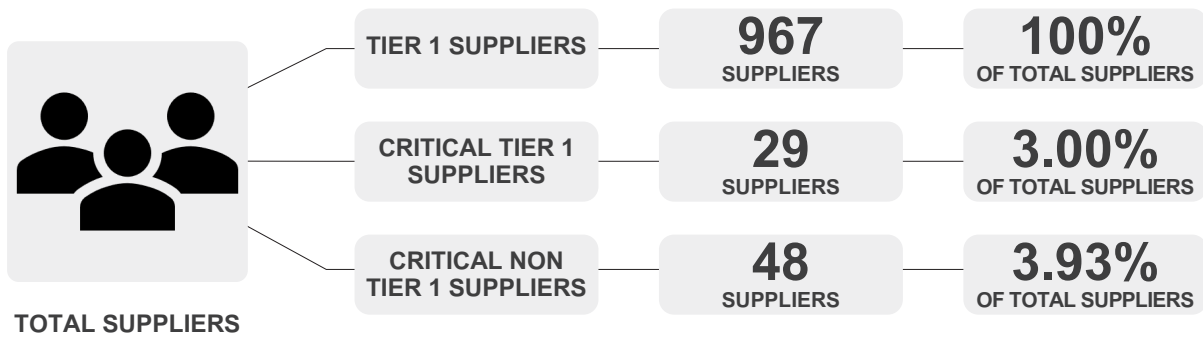 TIER 1 SUPPLIERS
967
SUPPLIERS
100%
OF TOTAL SUPPLIERS
CRITICAL TIER 1
SUPPLIERS
29
SUPPLIERS
3.00%
OF TOTAL SUPPLIERS
CRITICAL NON
TIER 1 SUPPLIERS
48
SUPPLIERS
3.93%
OF TOTAL SUPPLIERS
TOTAL SUPPLIERS